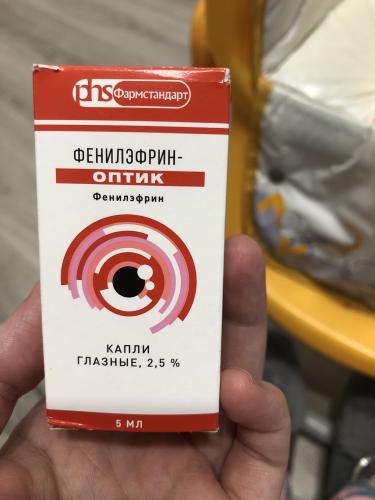 phs Фармстандарт
ФЕНИЛЭФРИН-
ОПТИК
Фенилэфрин
КАПЛИ
ГЛАЗНЫЕ, 2,5 %
5 МЛ